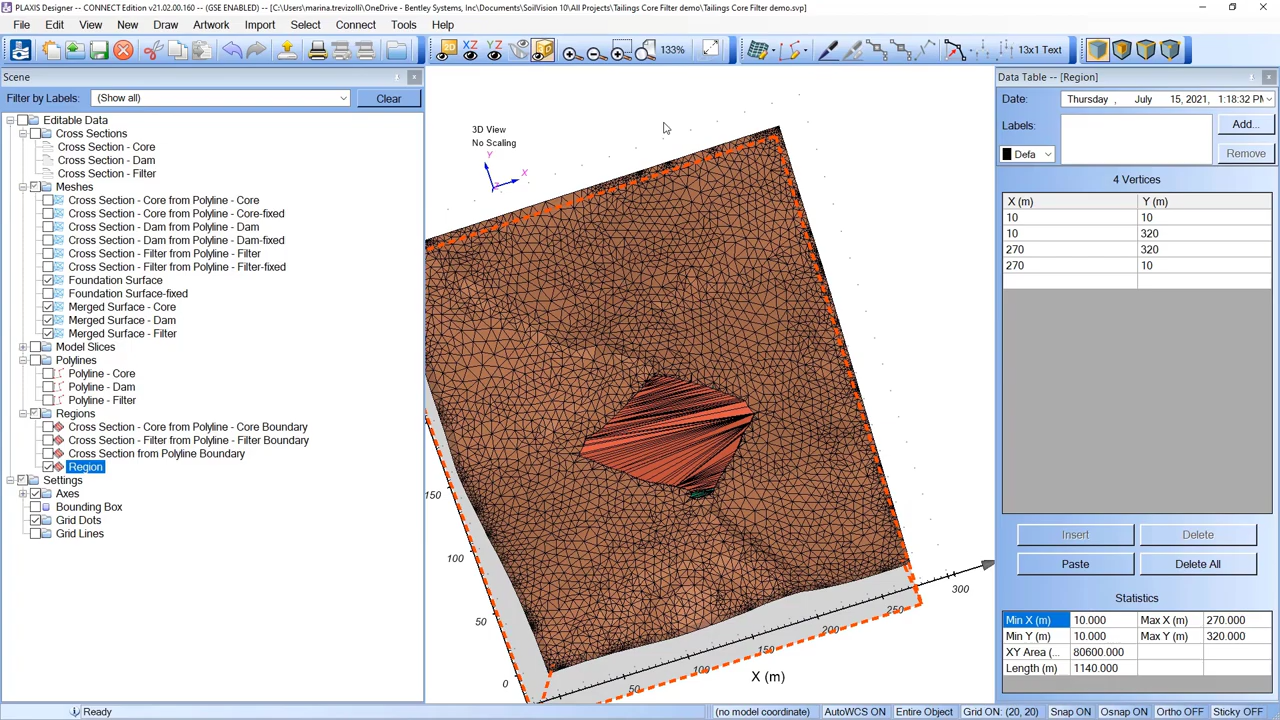 PLAXIS Designer -- CONNECT Edition v21.02.00.160 -- (GSE ENABLED) -- [C:\Users\marina.trevizolli\OneDrive - Bentley Systems, Inc\Documents\SoilVision 10\All Projects\Tailings Core Filter demo\Tailings Core Filter demo.svp]
File Edit View New Draw Artwork Import Select Connect Tools Help
2D XZ YZ 3D 133% 13x1 Text
Scene
Filter by Labels: (Show all) Clear
Editable Data
Cross Sections
Cross Section - Core
Cross Section - Dam
Cross Section - Filter
Meshes
Cross Section - Core from Polyline - Core
Cross Section - Core from Polyline - Core-fixed
Cross Section - Dam from Polyline - Dam
Cross Section - Dam from Polyline - Dam-fixed
Cross Section - Filter from Polyline - Filter
Cross Section - Filter from Polyline - Filter-fixed
Foundation Surface
Foundation Surface-fixed
Merged Surface - Core
Merged Surface - Dam
Merged Surface - Filter
Model Slices
Polylines
Polyline - Core
Polyline - Dam
Polyline - Filter
Regions
Cross Section - Core from Polyline - Core Boundary
Cross Section - Filter from Polyline - Filter Boundary
Cross Section from Polyline Boundary
Region
Settings
Axes
Bounding Box
Grid Dots
Grid Lines
3D View
No Scaling
Y
X
Z
150
100
50
0
50
100
150
200
250
300
X (m)
Data Table -- [Region]
Date: Thursday , July 15, 2021, 1:18:32 PM
Labels: Add...
Defa Remove
4 Vertices
X (m) Y (m)
10 10
10 320
270 320
270 10
Insert Delete
Paste Delete All
Statistics
Min X (m) 10.000 Max X (m) 270.000
Min Y (m) 10.000 Max Y (m) 320.000
XY Area (... 80600.000
Length (m) 1140.000
Ready (no model coordinate) AutoWCS ON Entire Object Grid ON: (20, 20) Snap ON Osnap ON Ortho OFF Sticky OFF